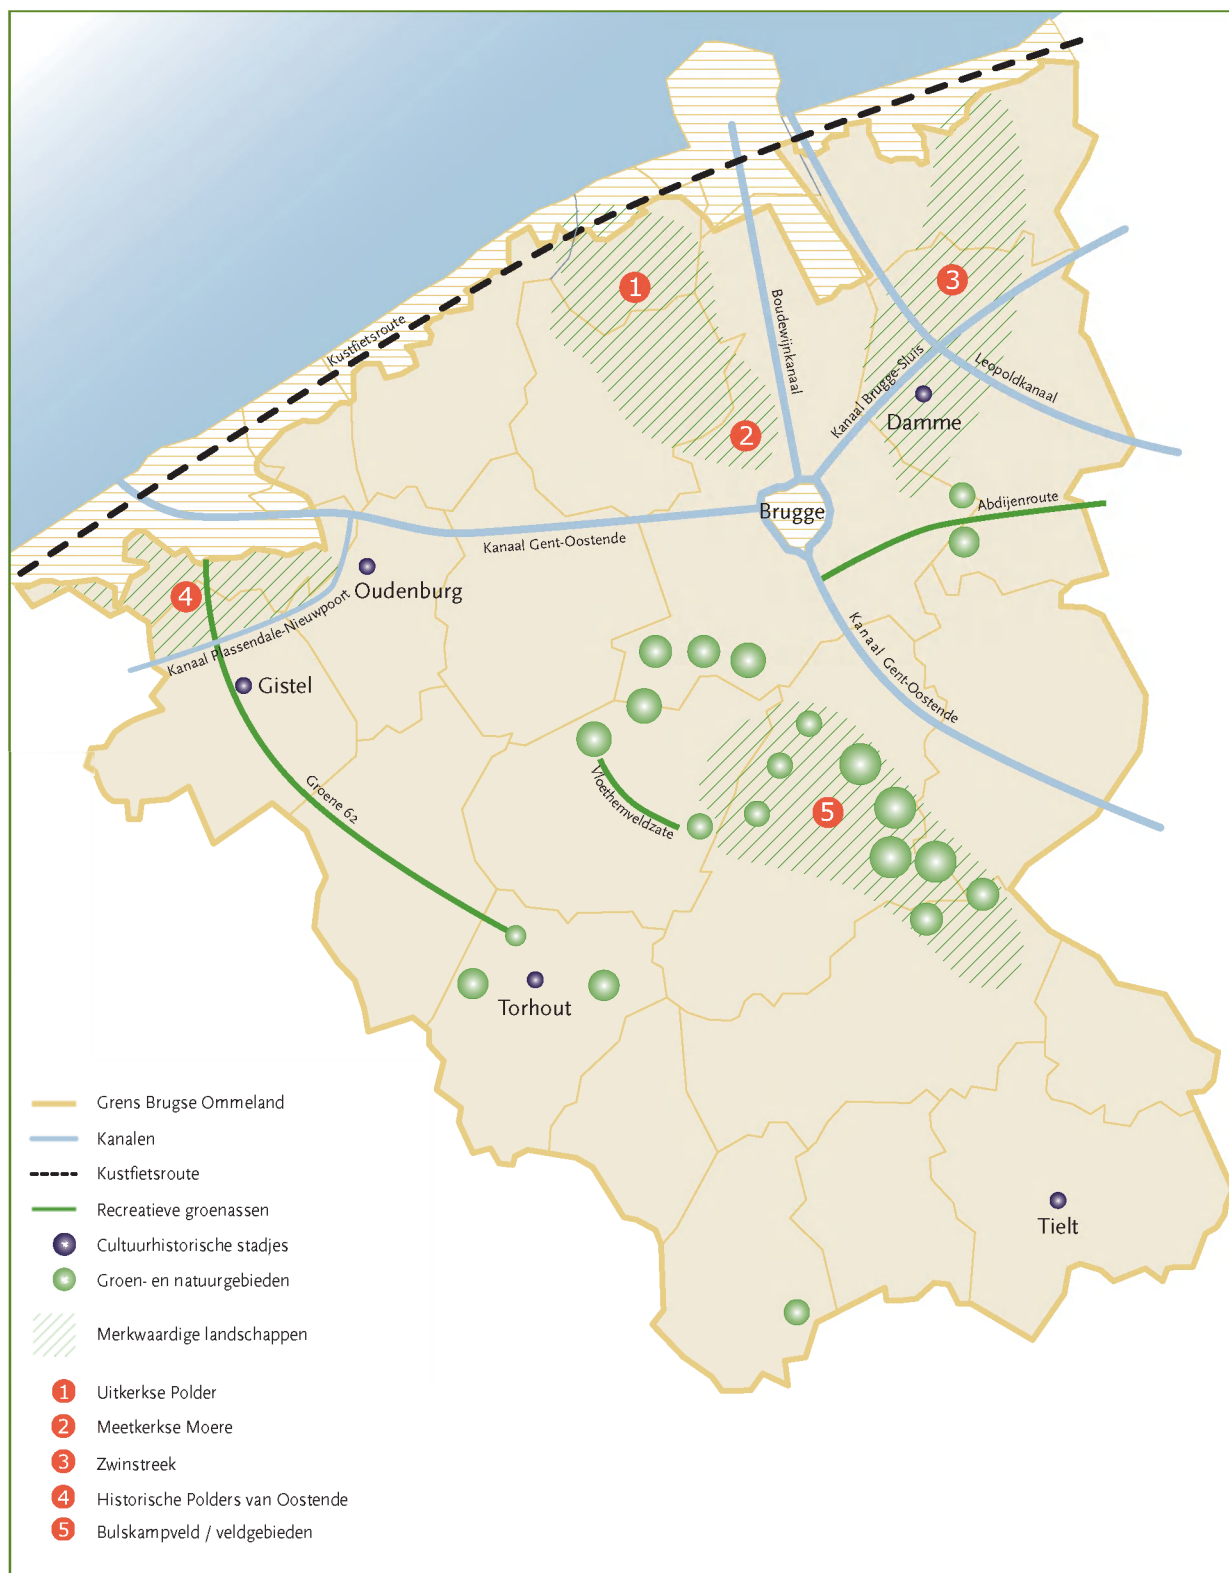 Kustfietsroute
Boudewijnkanaal
1
3
Kanaal Brugge-Sluis
Leopoldkanaal
Damme
2
Abdijenroute
Brugge
Kanaal Gent-Oostende
4
Oudenburg
Kanaal Plassendale-Nieuwpoort
Kanaal Gent-Oostende
Gistel
Groene 62
Vloethemveldzate
5
Torhout
Tielt
Grens Brugse Ommeland
Kanalen
Kustfietsroute
Recreatieve groenassen
Cultuurhistorische stadjes
Groen- en natuurgebieden
Merkwaardige landschappen
1 Uitkerkse Polder
2 Meetkerkse Moere
3 Zwinstreek
4 Historische Polders van Oostende
5 Bulskampveld / veldgebieden